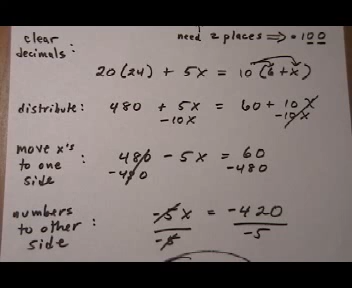 clear need 2 places ⇒ • 100
decimals:
20(24) + 5x = 10(6+x)
distribute: 480 + 5x = 60 + 10x
-10x -10x
move x's
to one : 480 - 5x = 60
side -480 -480
numbers -5x = -420
to other : -5 -5
side